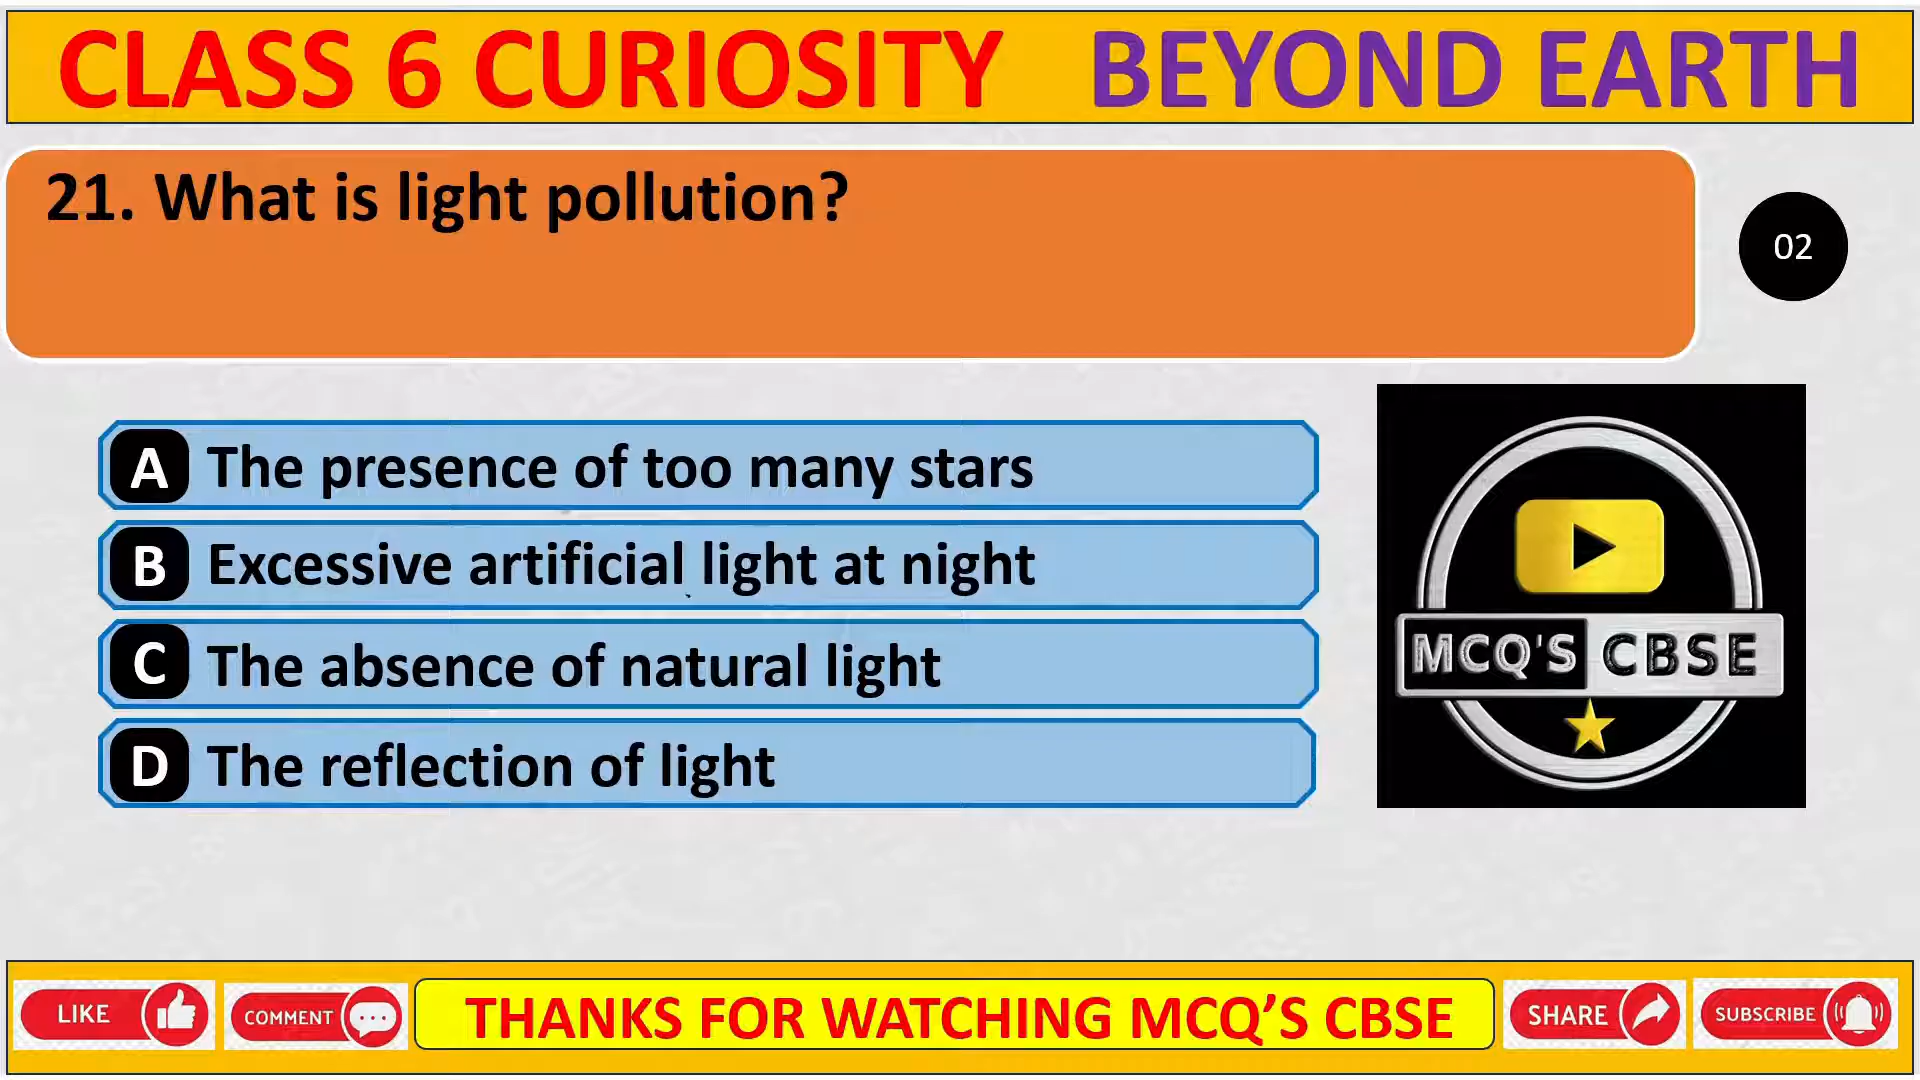 CLASS 6 CURIOSITY BEYOND EARTH
21. What is light pollution?
02
A The presence of too many stars
B Excessive artificial light at night
C The absence of natural light
D The reflection of light
MCQ'S CBSE
LIKE
COMMENT
THANKS FOR WATCHING MCQ’S CBSE
SHARE
SUBSCRIBE